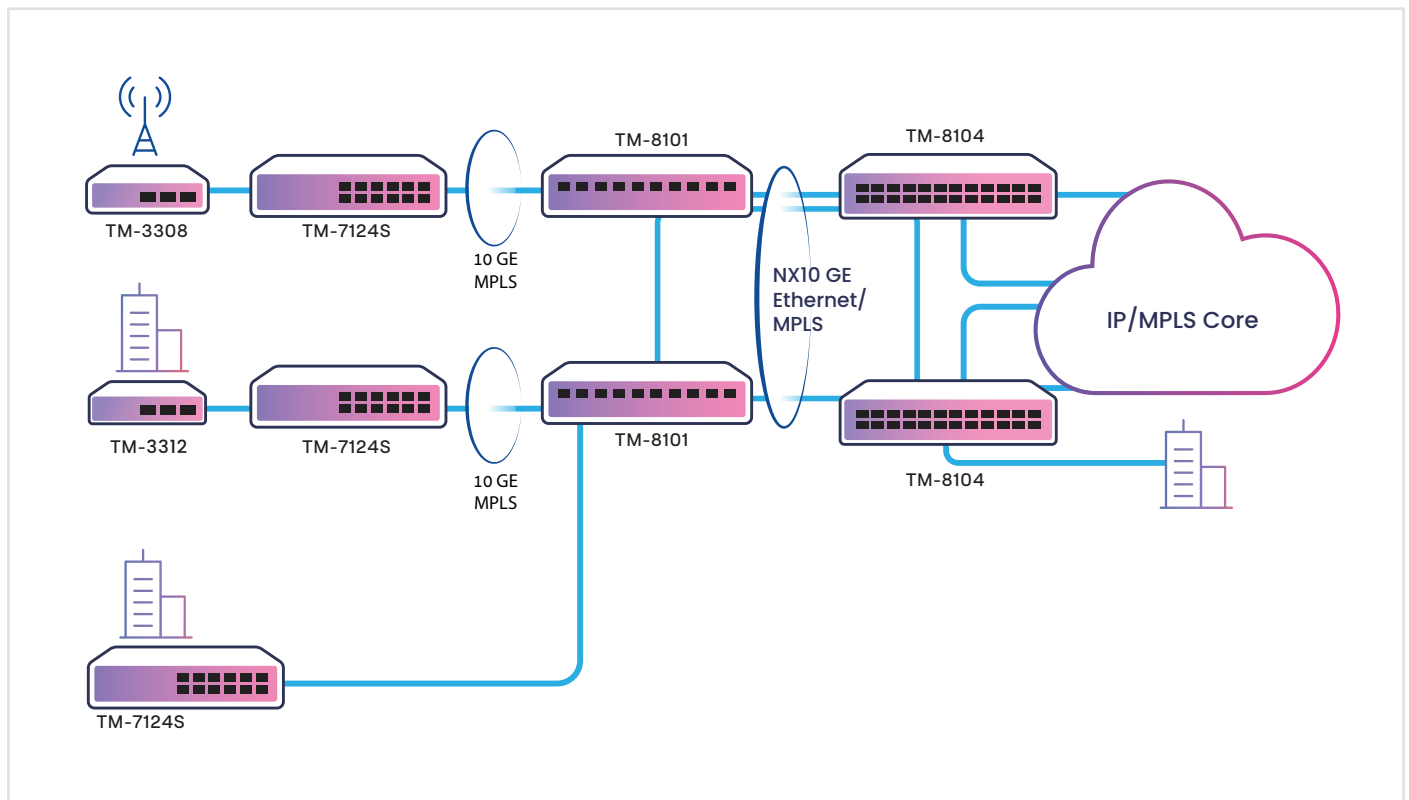 TM-8101
TM-8104
TM-3308
TM-7124S
10 GE
MPLS
NX10 GE
Ethernet/
MPLS
IP/MPLS Core
TM-3312
TM-7124S
10 GE
MPLS
TM-8101
TM-8104
TM-7124S